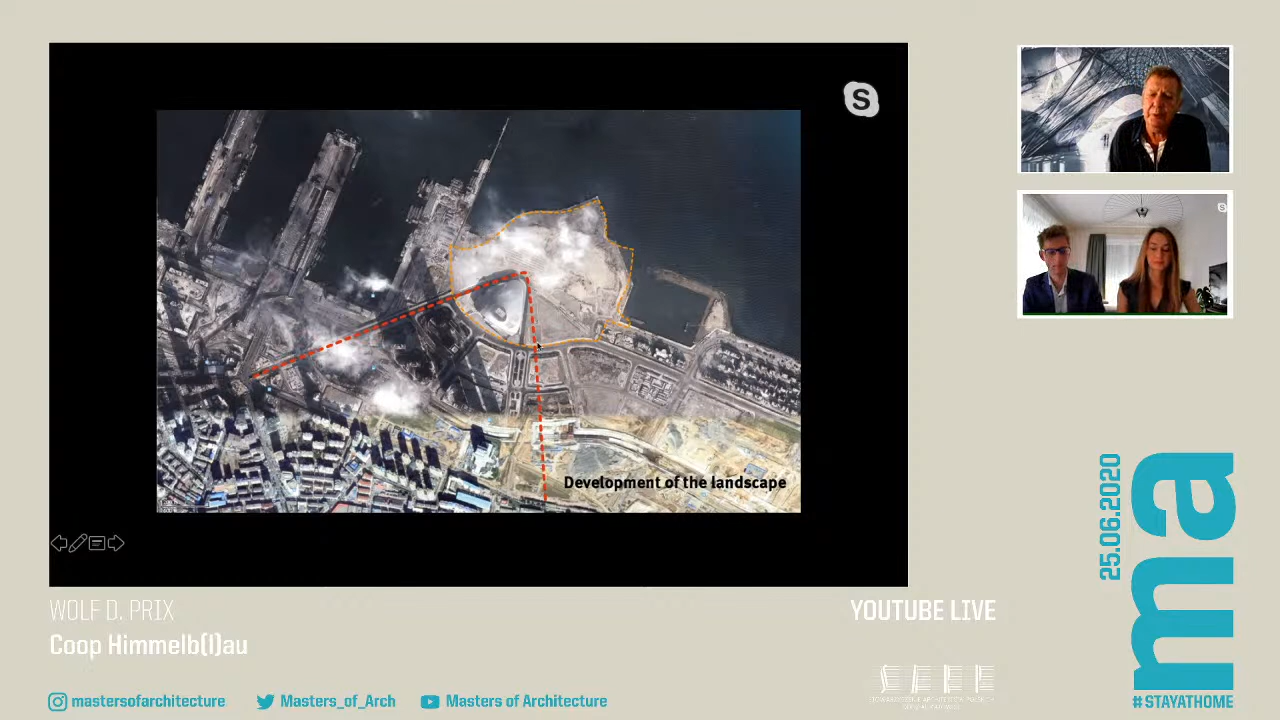 S
Development of the landscape
WOLF D. PRIX
Coop Himmelb(l)au
YOUTUBE LIVE
mastersofarchitecture
Masters_of_Arch
Masters of Architecture
25.06.2020
ma
#STAYATHOME